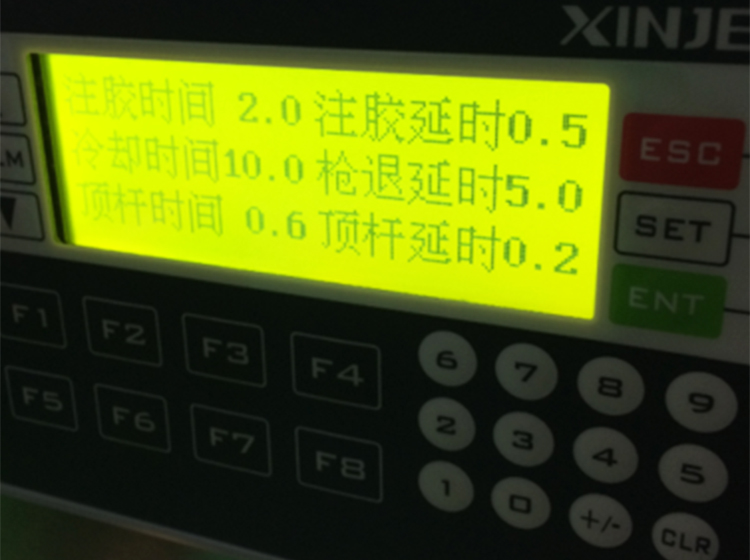 XINJE
注胶时间 2.0 注胶延时0.5
冷却时间10.0 枪退延时5.0
顶杆时间 0.6 顶杆延时0.2
LM
ESC
SET
ENT
F1 F2 F3 F4
F5 F6 F7 F8
6 7 8 9
2 3 4 5
1 0 +/- CLR